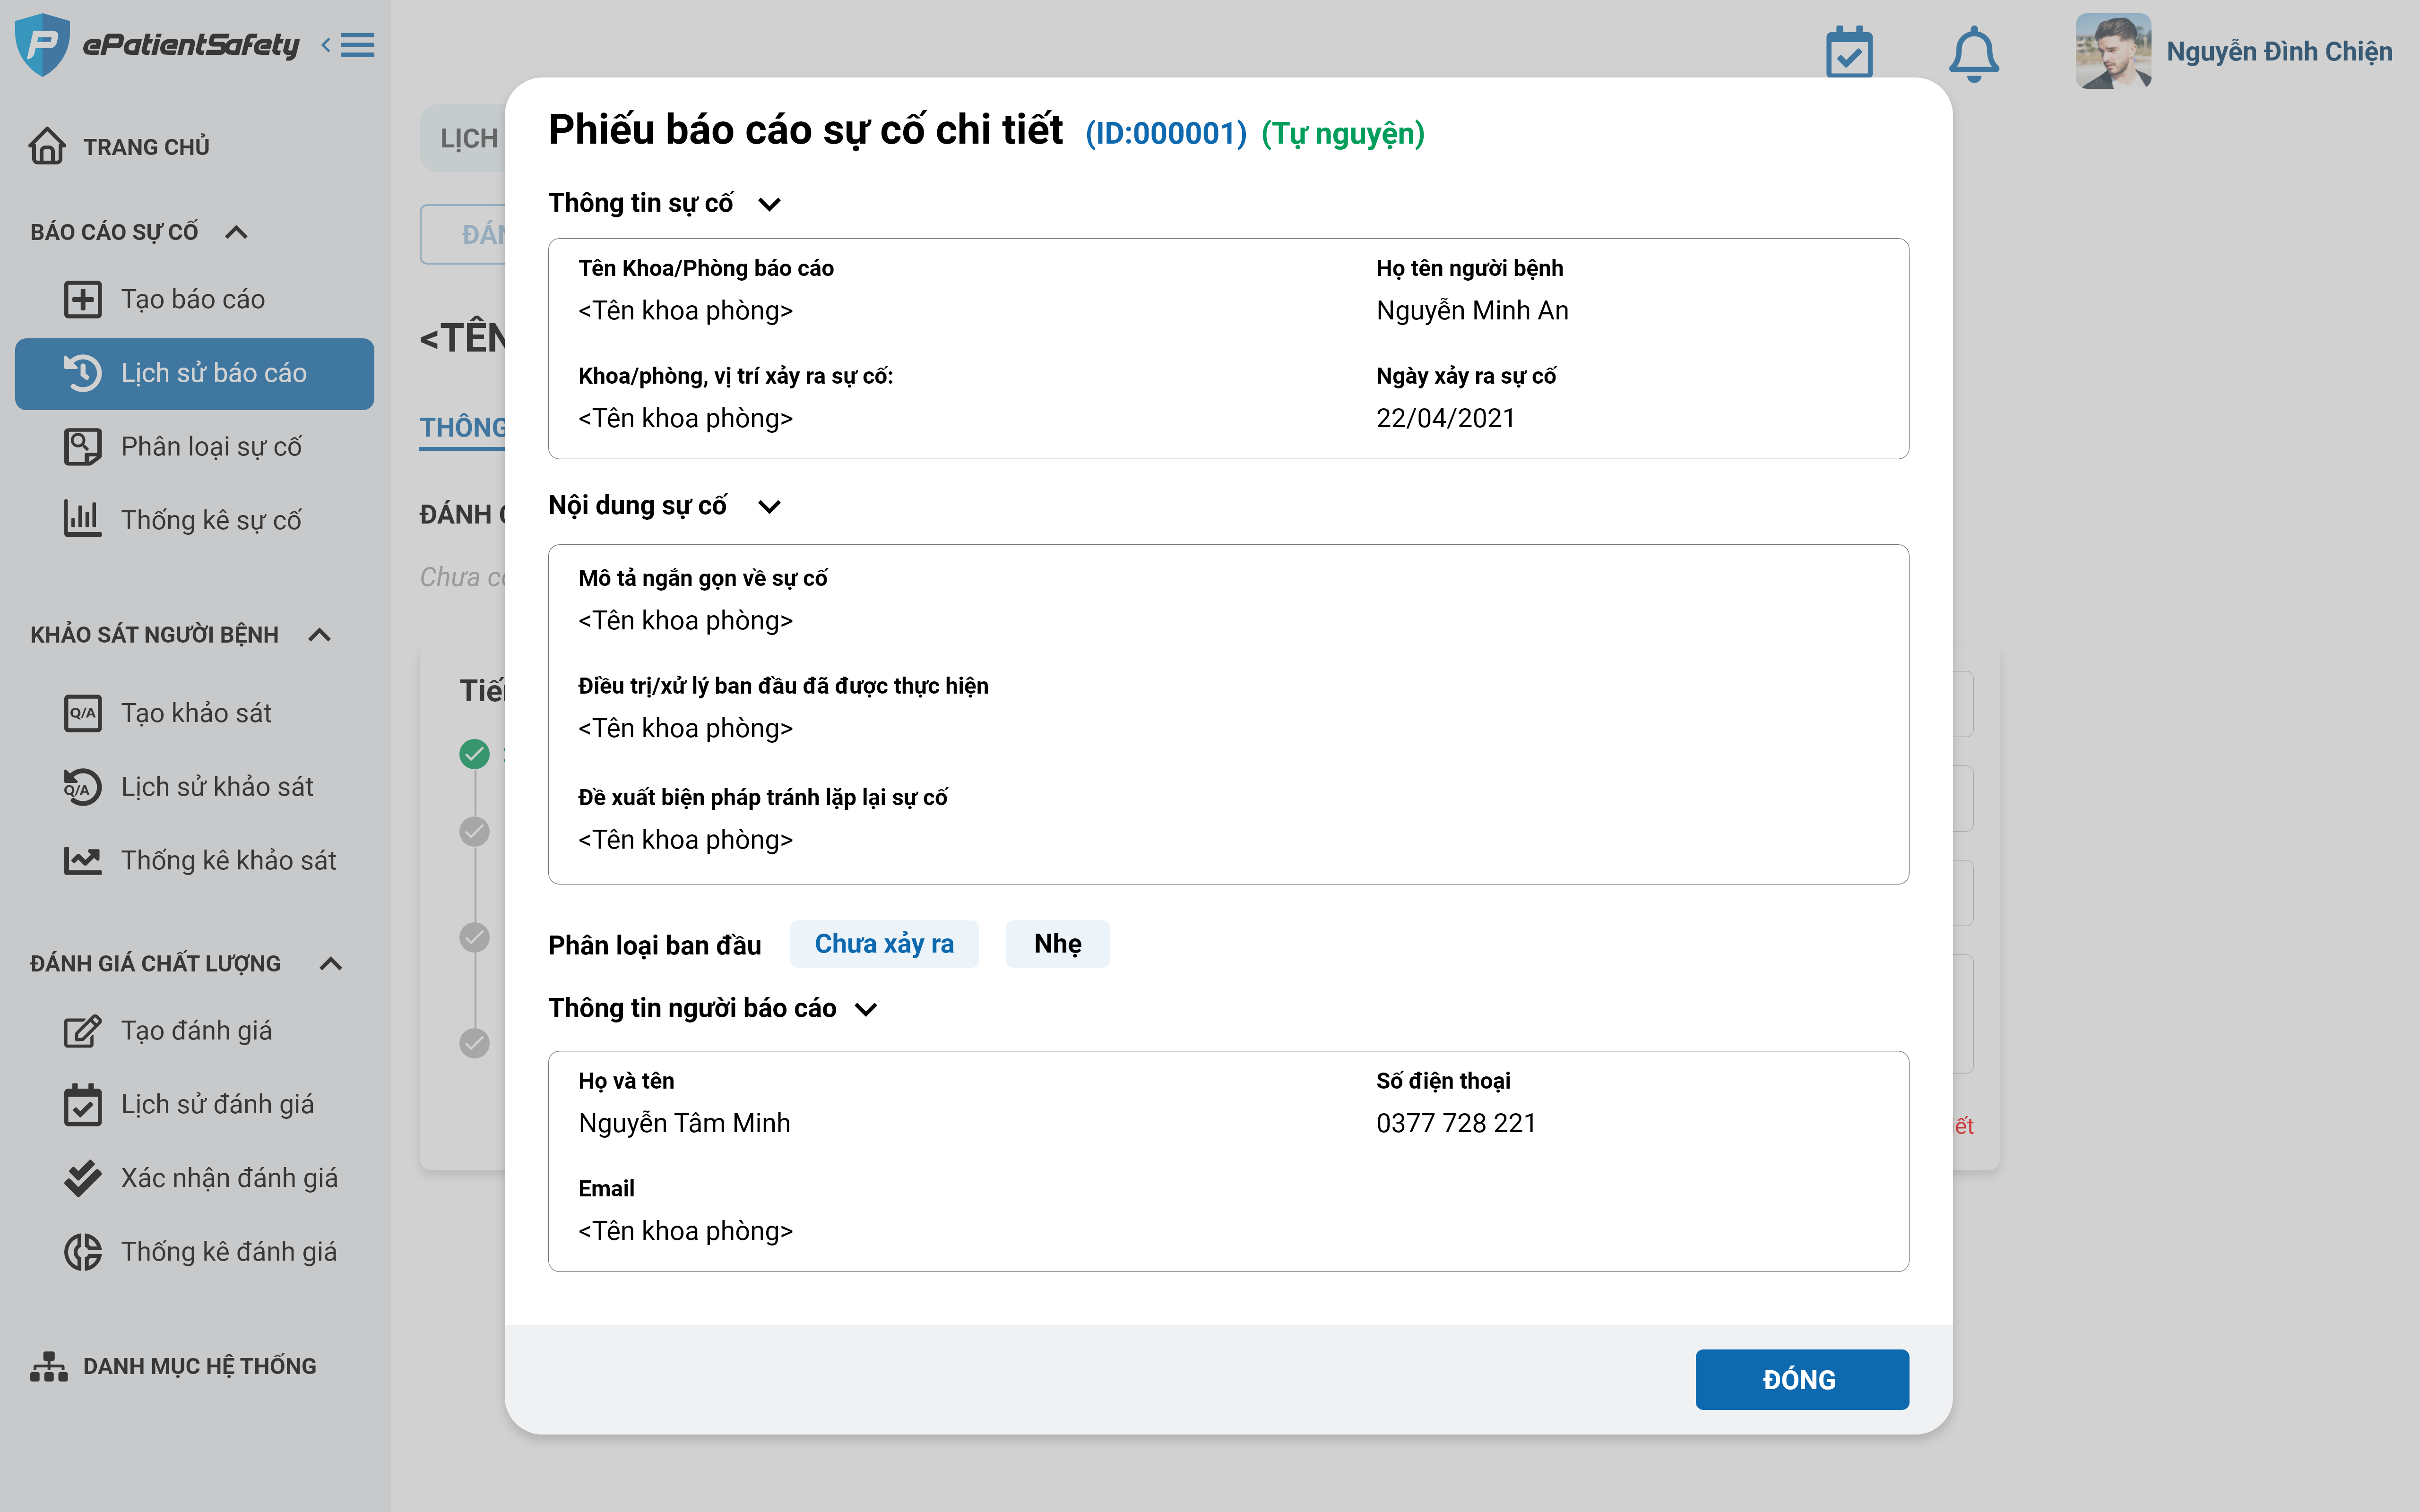 ePatientSafety
Nguyễn Đình Chiện
TRANG CHỦ
BÁO CÁO SỰ CỐ
Tạo báo cáo
Lịch sử báo cáo
Phân loại sự cố
Thống kê sự cố
KHẢO SÁT NGƯỜI BỆNH
Q/A
Tạo khảo sát
Q/A
Lịch sử khảo sát
Thống kê khảo sát
ĐÁNH GIÁ CHẤT LƯỢNG
Tạo đánh giá
Lịch sử đánh giá
Xác nhận đánh giá
Thống kê đánh giá
DANH MỤC HỆ THỐNG
LỊCH
<TÊN
THÔNG
ĐÁNH
Chưa
Phiếu báo cáo sự cố chi tiết (ID:000001) (Tự nguyện)
Thông tin sự cố
Tên Khoa/Phòng báo cáo
<Tên khoa phòng>
Họ tên người bệnh
Nguyễn Minh An
Khoa/phòng, vị trí xảy ra sự cố:
<Tên khoa phòng>
Ngày xảy ra sự cố
22/04/2021
Nội dung sự cố
Mô tả ngắn gọn về sự cố
<Tên khoa phòng>
Điều trị/xử lý ban đầu đã được thực hiện
<Tên khoa phòng>
Đề xuất biện pháp tránh lặp lại sự cố
<Tên khoa phòng>
Phân loại ban đầu Chưa xảy ra Nhẹ
Thông tin người báo cáo
Họ và tên
Nguyễn Tâm Minh
Số điện thoại
0377 728 221
Email
<Tên khoa phòng>
ĐÓNG